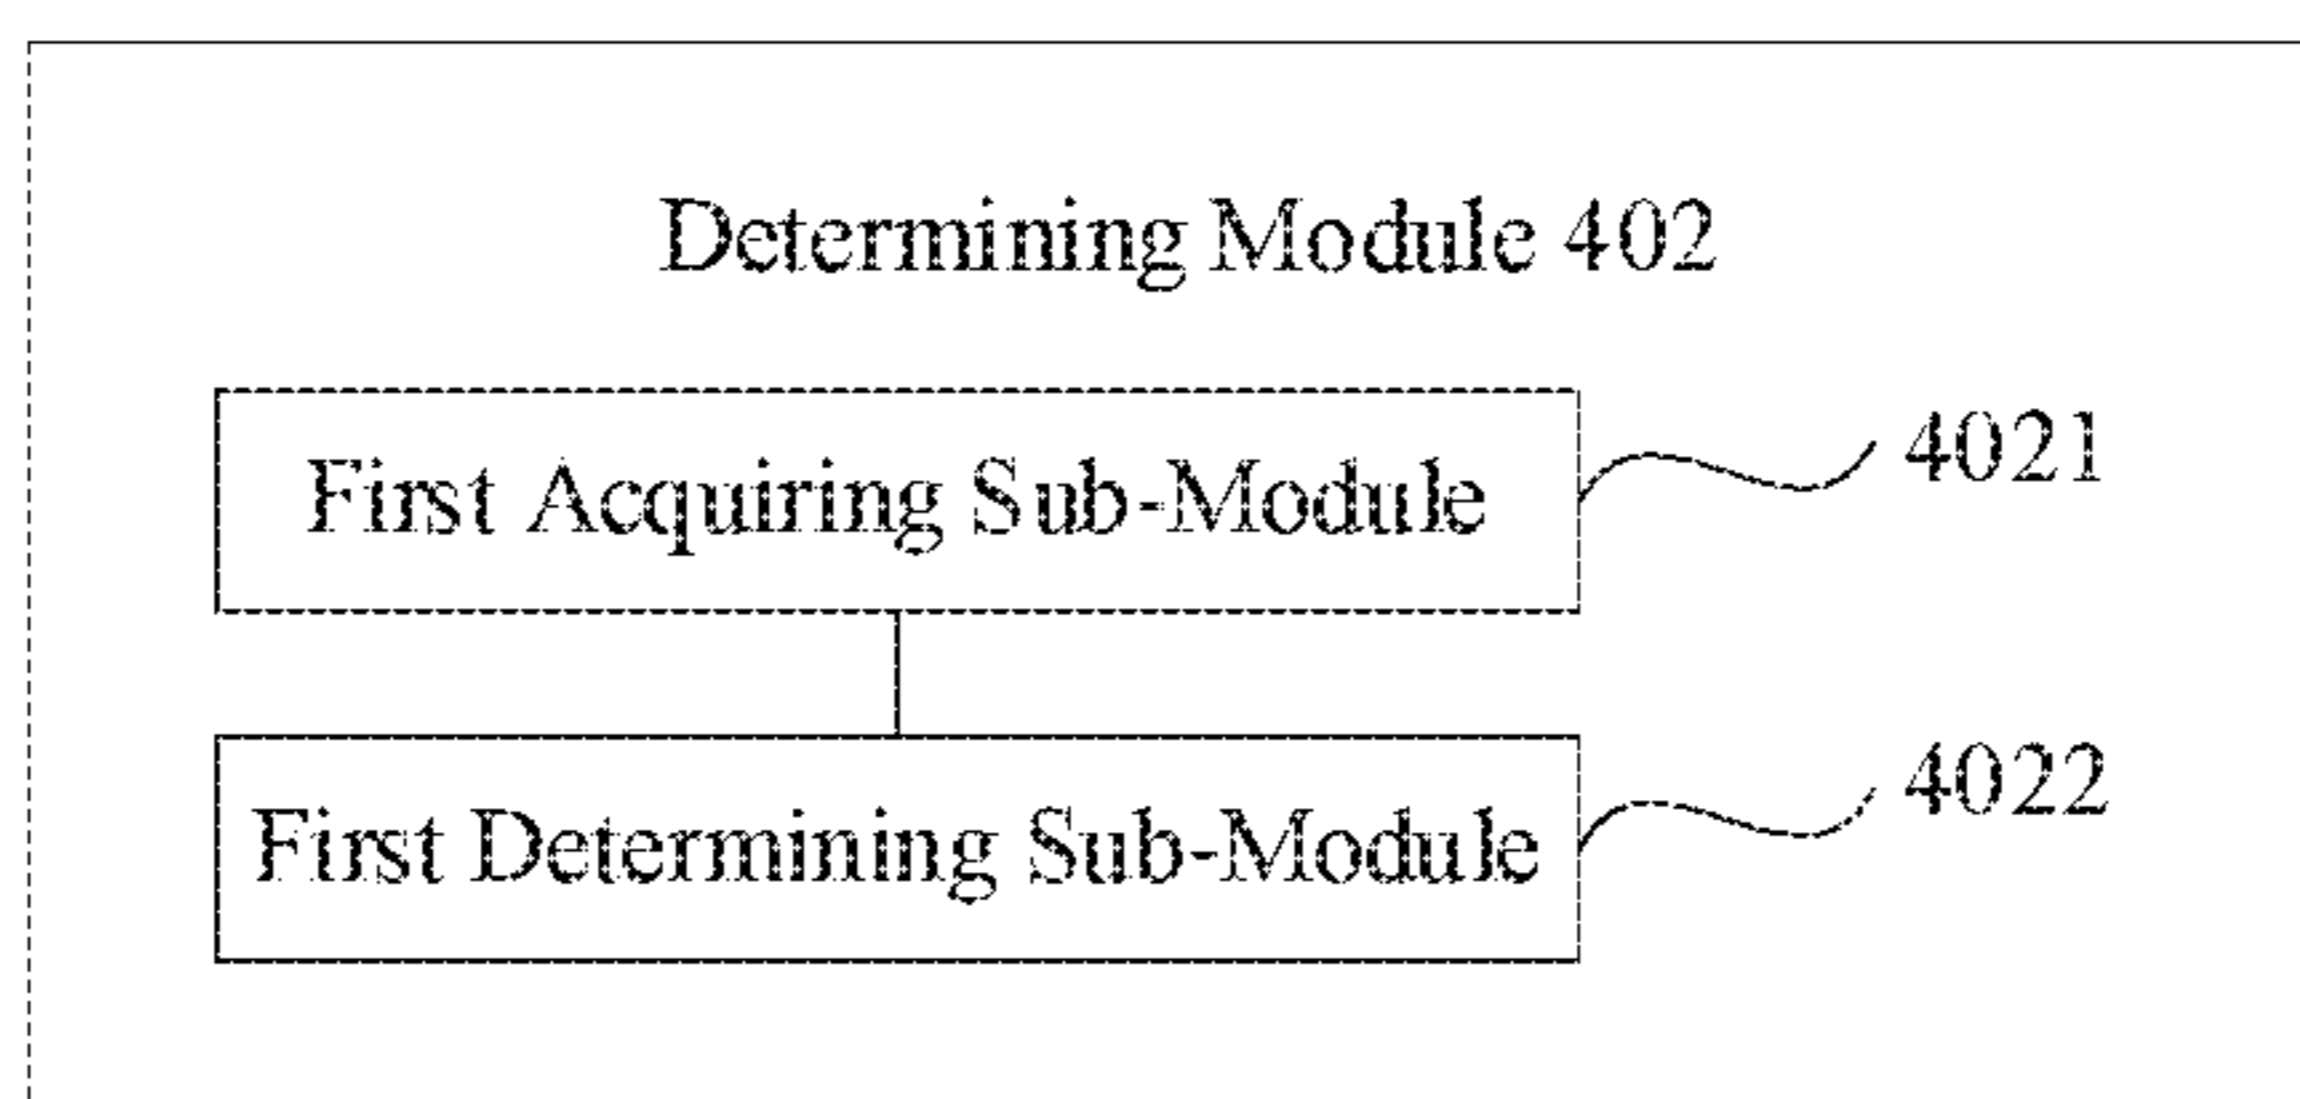 Determining Module 402
First Acquiring Sub-Module
4021
First Determining Sub-Module
4022